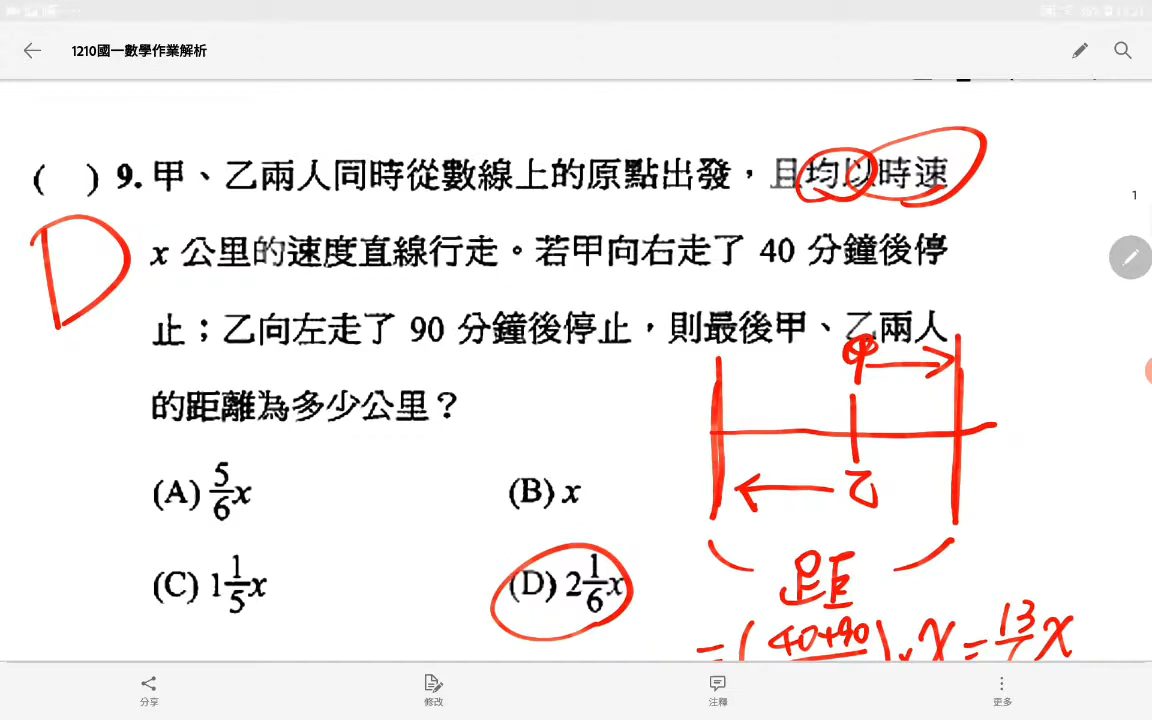 1210國一數學作業解析
( ) 9. 甲、乙兩人同時從數線上的原點出發，且均以時速
D
x 公里的速度直線行走。若甲向右走了 40 分鐘後停
止；乙向左走了 90 分鐘後停止，則最後甲、乙兩人
的距離為多少公里？
甲
乙
(A) 5/6 x
(B) x
(C) 1 1/5 x
(D) 2 1/6 x
距
= (40+90) · x = 13/6 x
1
分享
修改
注釋
更多